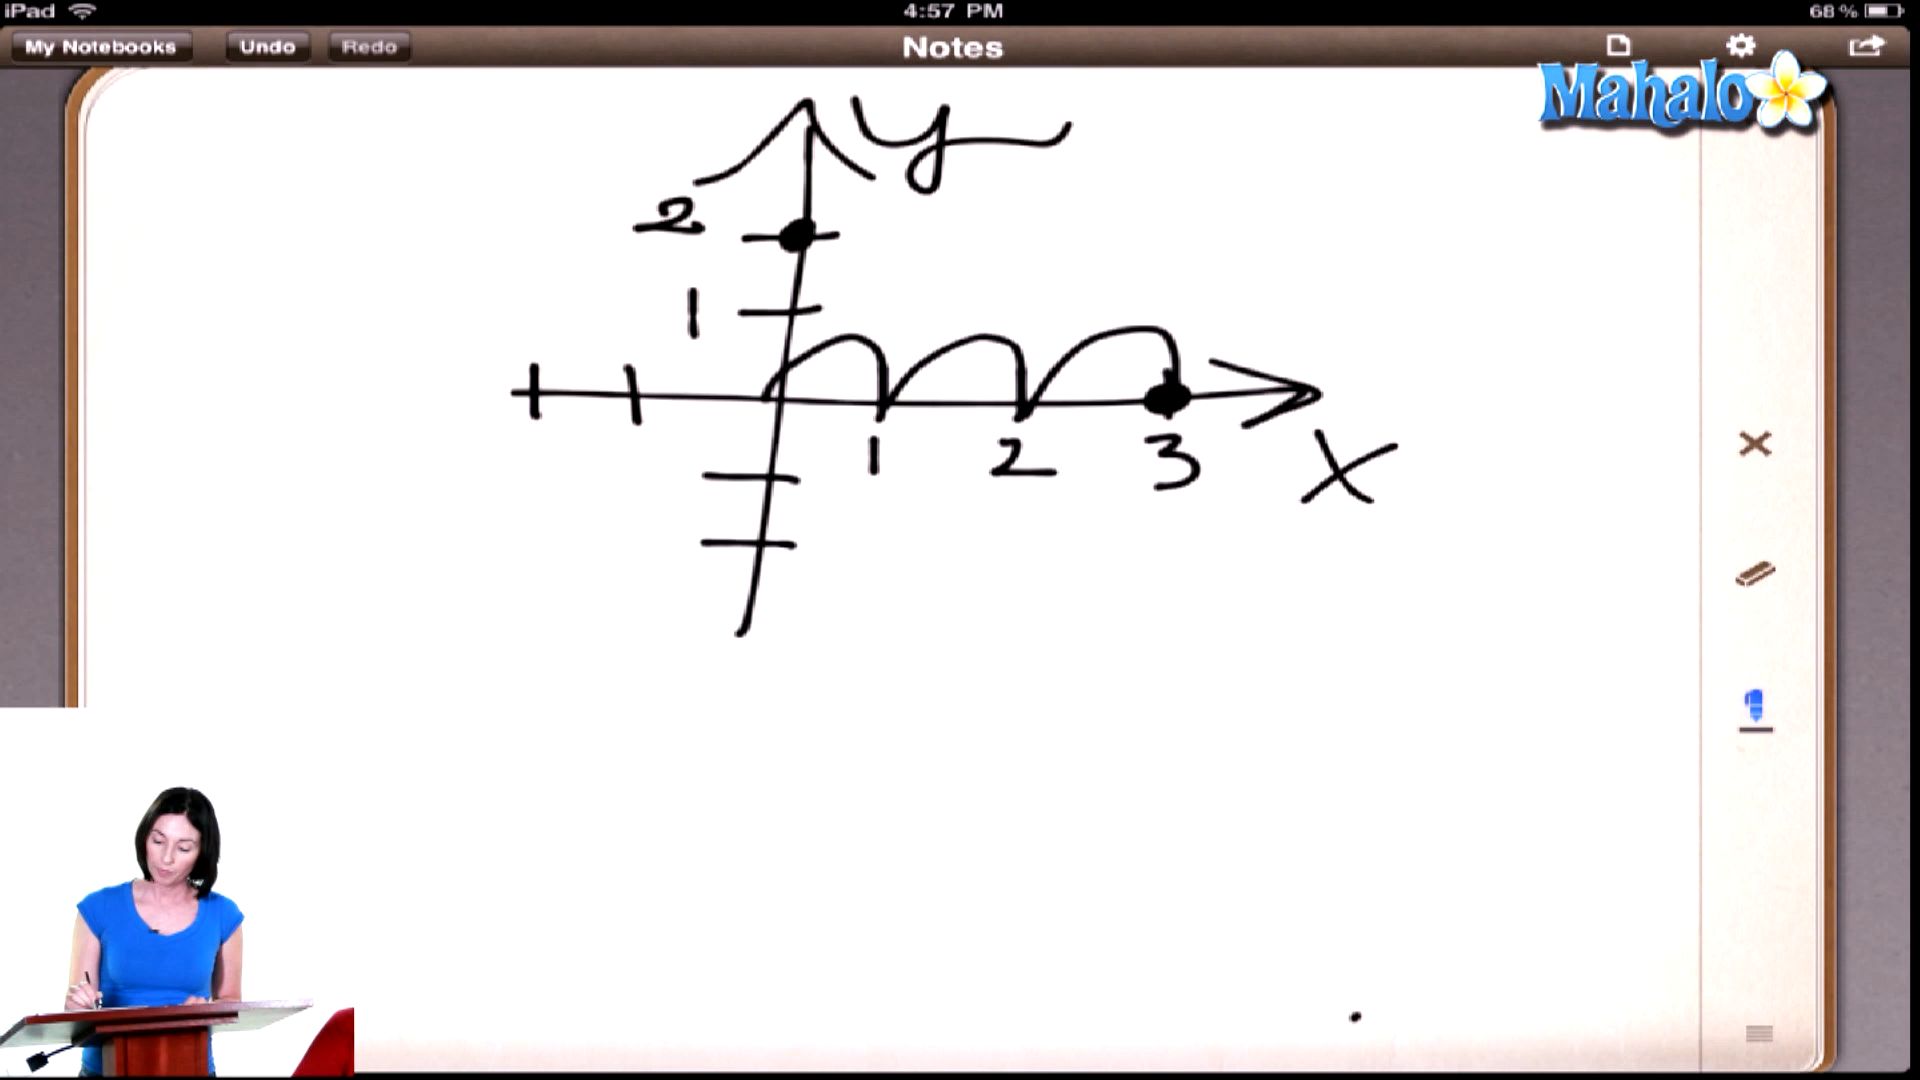 iPad 4:57 PM 68 %
My Notebooks Undo Redo Notes
Mahalo
y
2
1
1 2 3
x